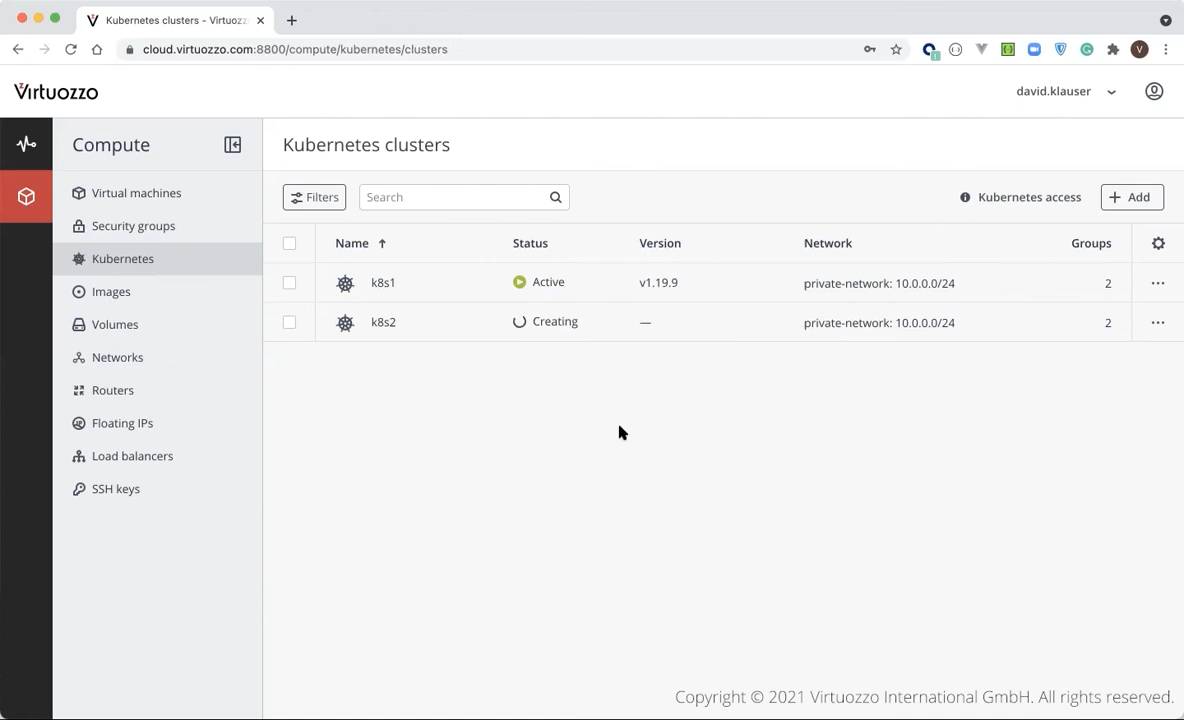 Kubernetes clusters - Virtuozz
cloud.virtuozzo.com:8800/compute/kubernetes/clusters
1
V
Virtuozzo
david.klauser
Compute
Kubernetes clusters
Virtual machines
Security groups
Kubernetes
Images
Volumes
Networks
Routers
Floating IPs
Load balancers
SSH keys
Filters
Search
Kubernetes access
Add
Name Status Version Network Groups
k8s1 Active v1.19.9 private-network: 10.0.0.0/24 2
k8s2 Creating — private-network: 10.0.0.0/24 2
Copyright © 2021 Virtuozzo International GmbH. All rights reserved.